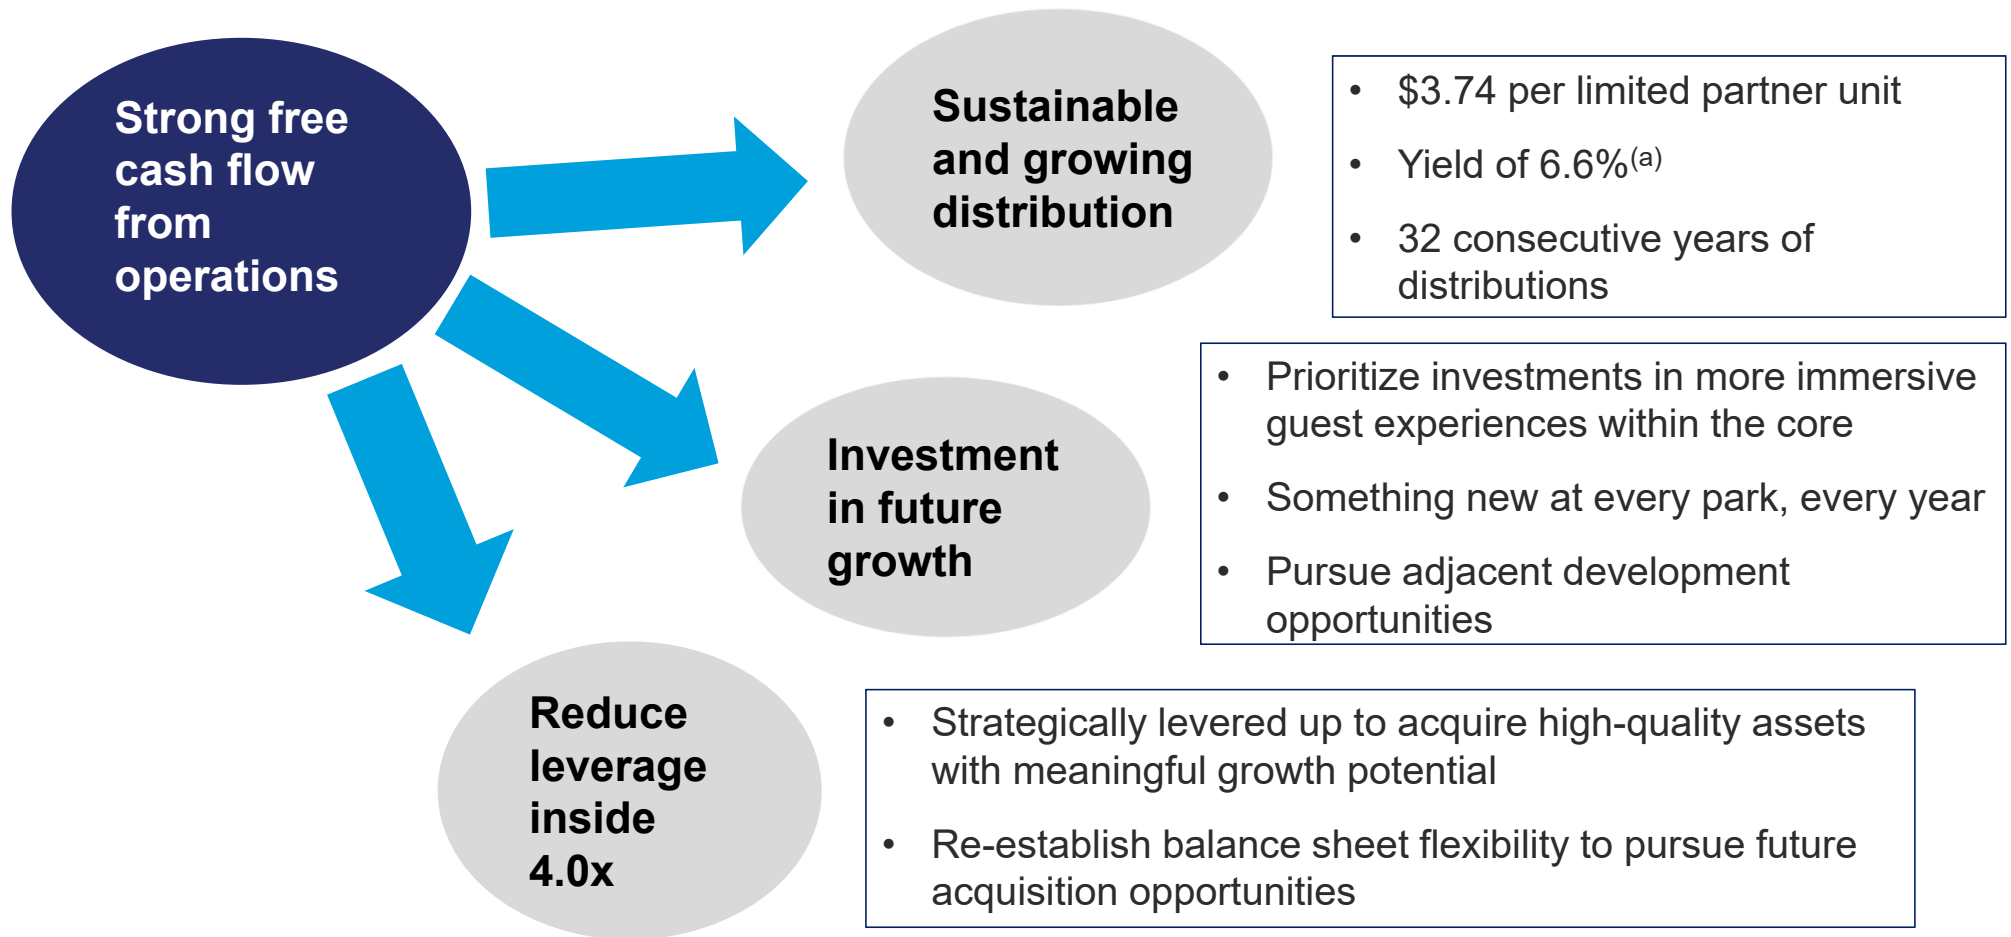 Strong free
cash flow
from
operations
Sustainable
and growing
distribution
• $3.74 per limited partner unit
• Yield of 6.6%(a)
• 32 consecutive years of
distributions
Investment
in future
growth
• Prioritize investments in more immersive
guest experiences within the core
• Something new at every park, every year
• Pursue adjacent development
opportunities
Reduce
leverage
inside
4.0x
• Strategically levered up to acquire high-quality assets
with meaningful growth potential
• Re-establish balance sheet flexibility to pursue future
acquisition opportunities